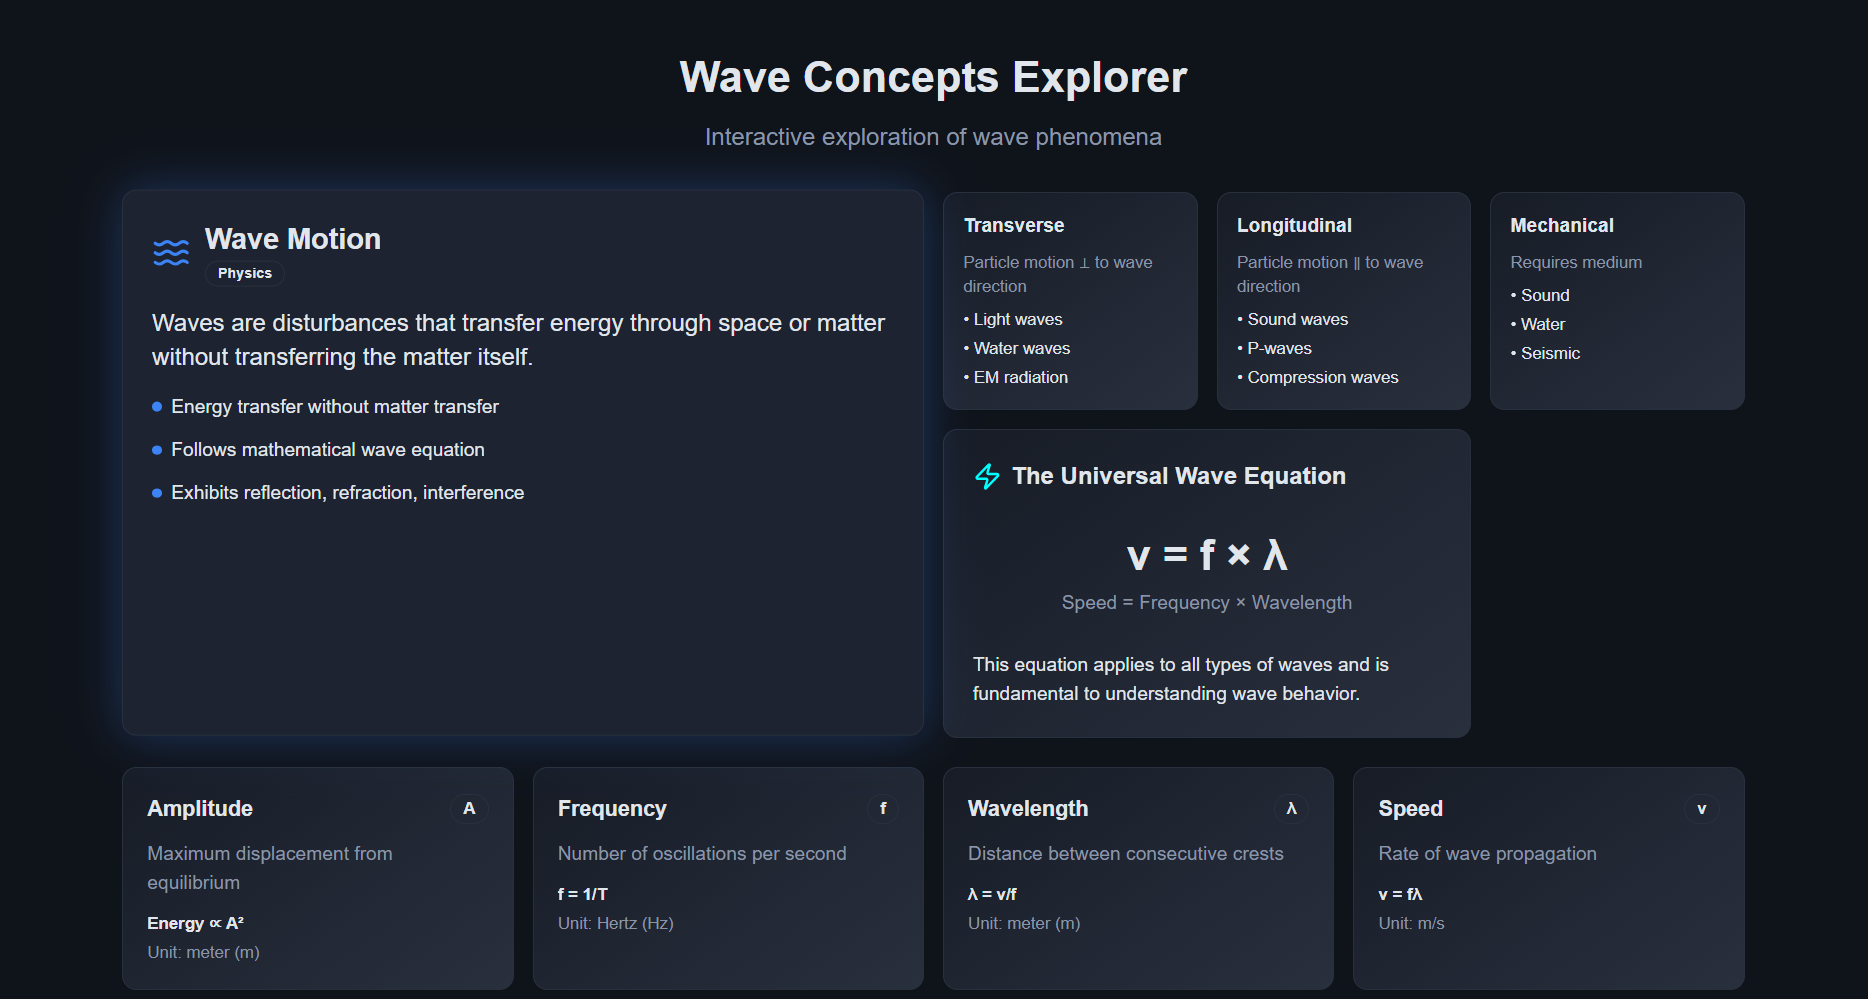 Wave Concepts Explorer
Interactive exploration of wave phenomena
Wave Motion
Physics
Waves are disturbances that transfer energy through space or matter
without transferring the matter itself.
Energy transfer without matter transfer
Follows mathematical wave equation
Exhibits reflection, refraction, interference
Transverse
Particle motion ⊥ to wave
direction
• Light waves
• Water waves
• EM radiation
Longitudinal
Particle motion ∥ to wave
direction
• Sound waves
• P-waves
• Compression waves
Mechanical
Requires medium
• Sound
• Water
• Seismic
The Universal Wave Equation
v = f × λ
Speed = Frequency × Wavelength
This equation applies to all types of waves and is
fundamental to understanding wave behavior.
Amplitude
A
Maximum displacement from
equilibrium
Energy ∝ A²
Unit: meter (m)
Frequency
f
Number of oscillations per second
f = 1/T
Unit: Hertz (Hz)
Wavelength
λ
Distance between consecutive crests
λ = v/f
Unit: meter (m)
Speed
v
Rate of wave propagation
v = fλ
Unit: m/s